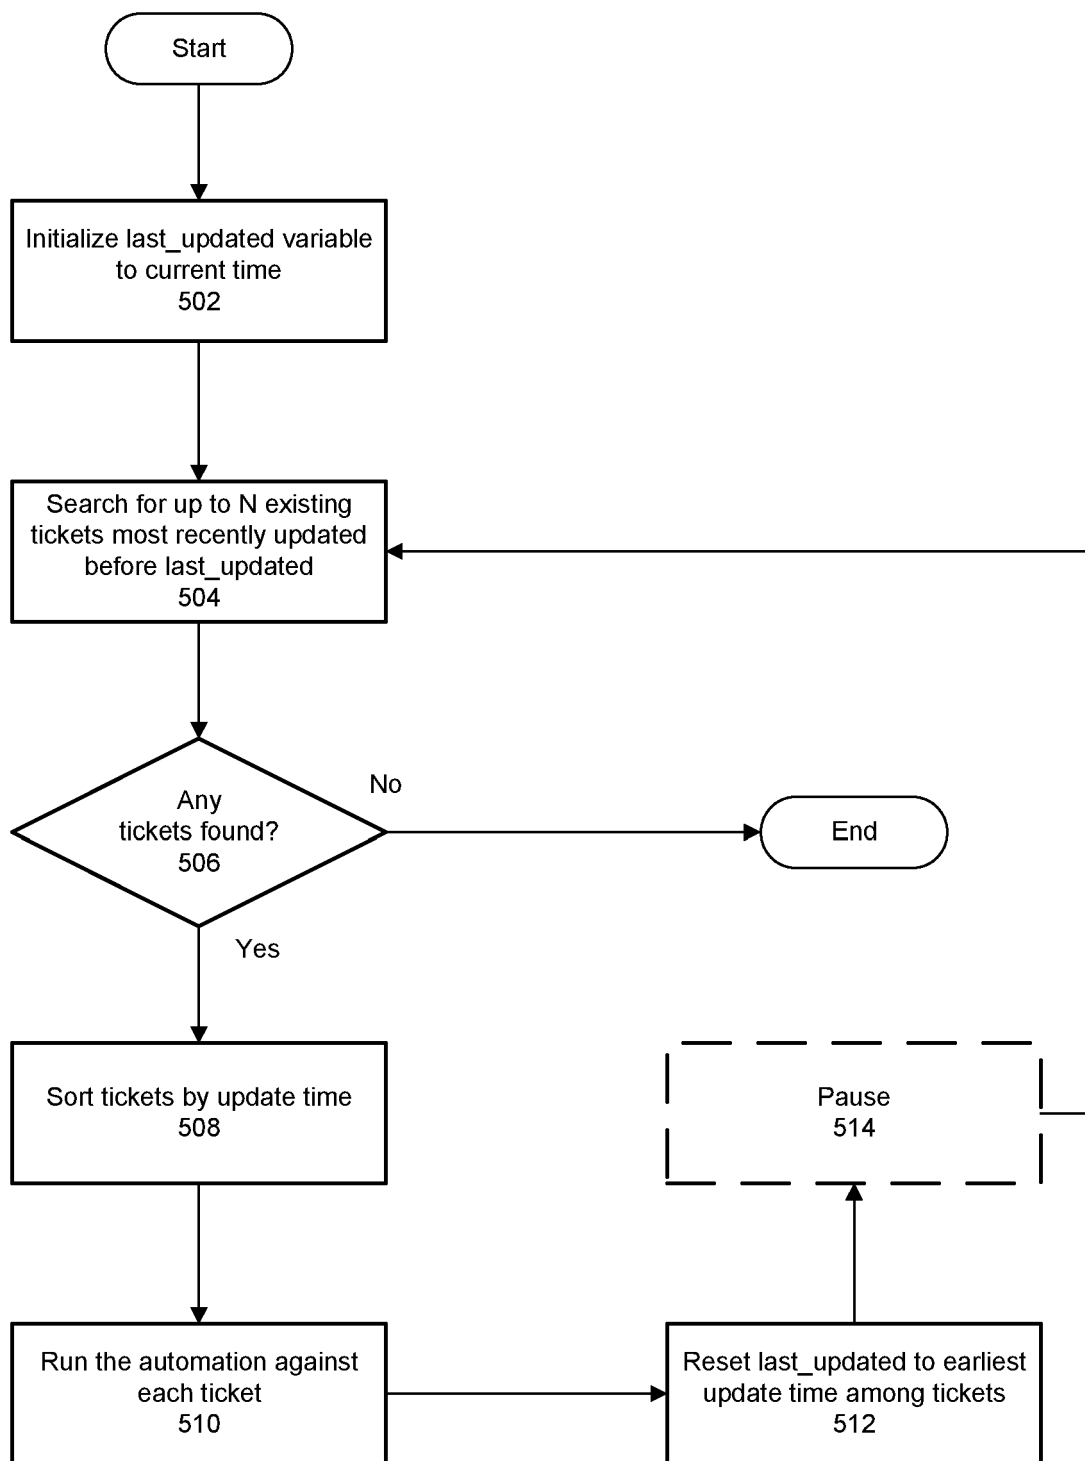 Start
Initialize last_updated variable
to current time
502
Search for up to N existing
tickets most recently updated
before last_updated
504
Any
tickets found?
506
No
End
Yes
Sort tickets by update time
508
Pause
514
Run the automation against
each ticket
510
Reset last_updated to earliest
update time among tickets
512